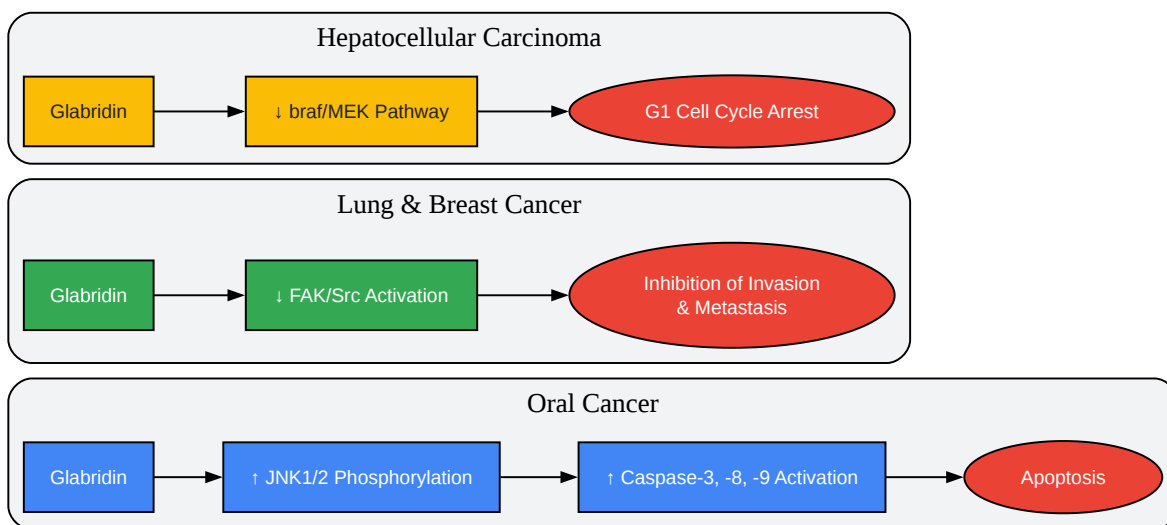 Hepatocellular Carcinoma
Glabridin
↓ braf/MEK Pathway
G1 Cell Cycle Arrest
Lung & Breast Cancer
Glabridin
↓ FAK/Src Activation
Inhibition of Invasion
& Metastasis
Oral Cancer
Glabridin
↑ JNK1/2 Phosphorylation
↑ Caspase-3, -8, -9 Activation
Apoptosis